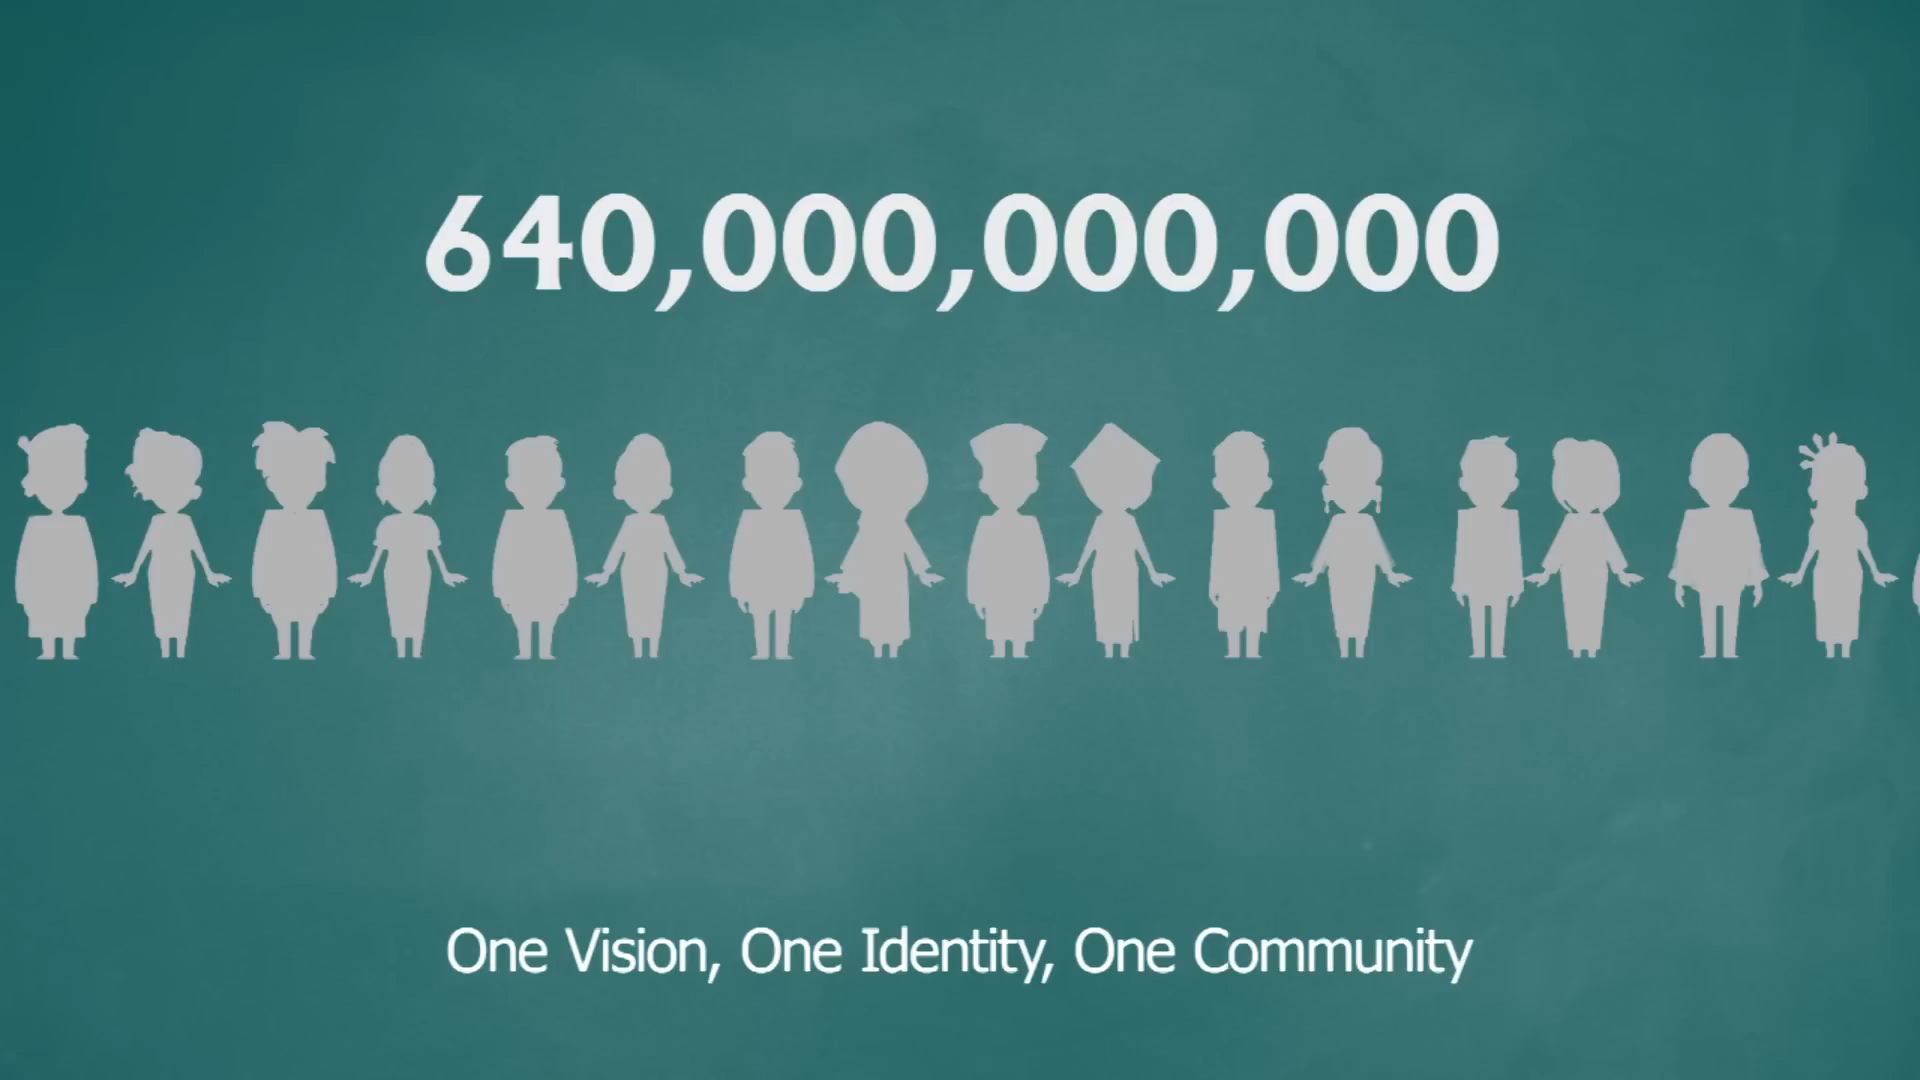 640,000,000,000
One Vision, One Identity, One Community